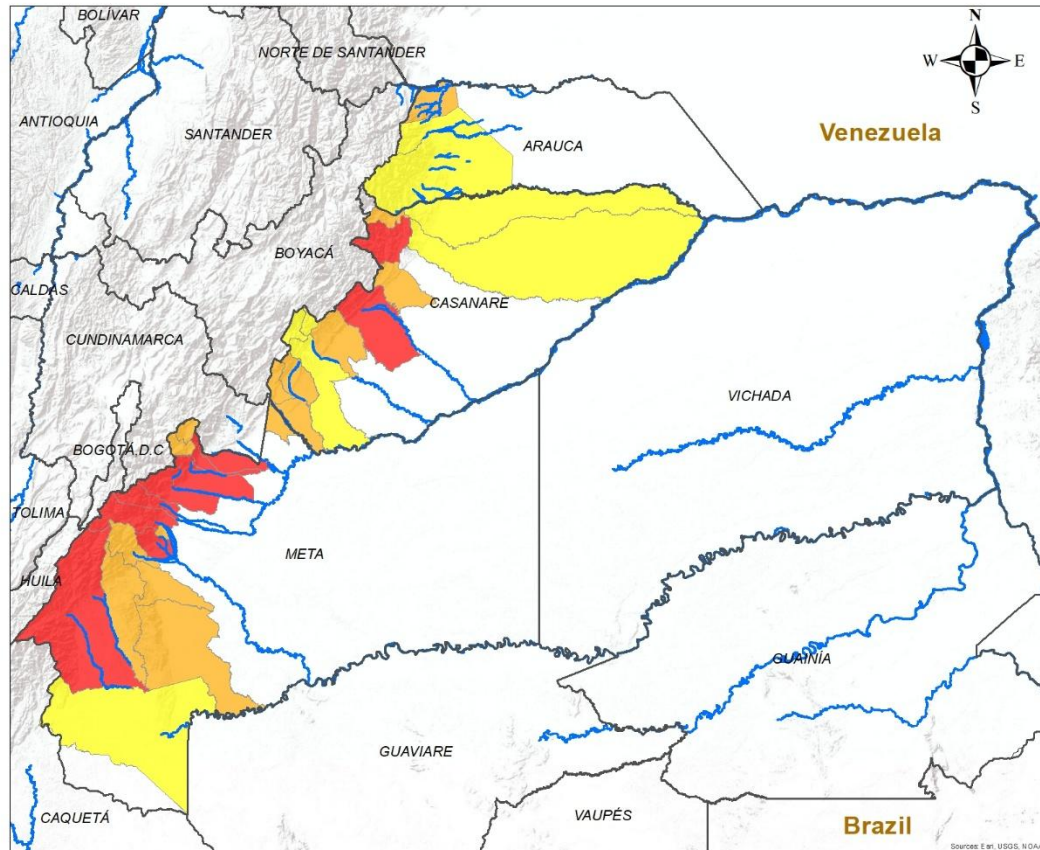 BOLÍVAR
N
NORTE DE SANTANDER
W
E
S
ANTIOQUIA
SANTANDER
ARAUCA
Venezuela
BOYACÁ
CALDAS
CASANARE
CUNDINAMARCA
VICHADA
BOGOTÁ.D.C
TOLIMA
META
HUILA
GUAINÍA
GUAVIARE
CAQUETÁ
VAUPÉS
Brazil
Sources: Esri, USGS, NOAA